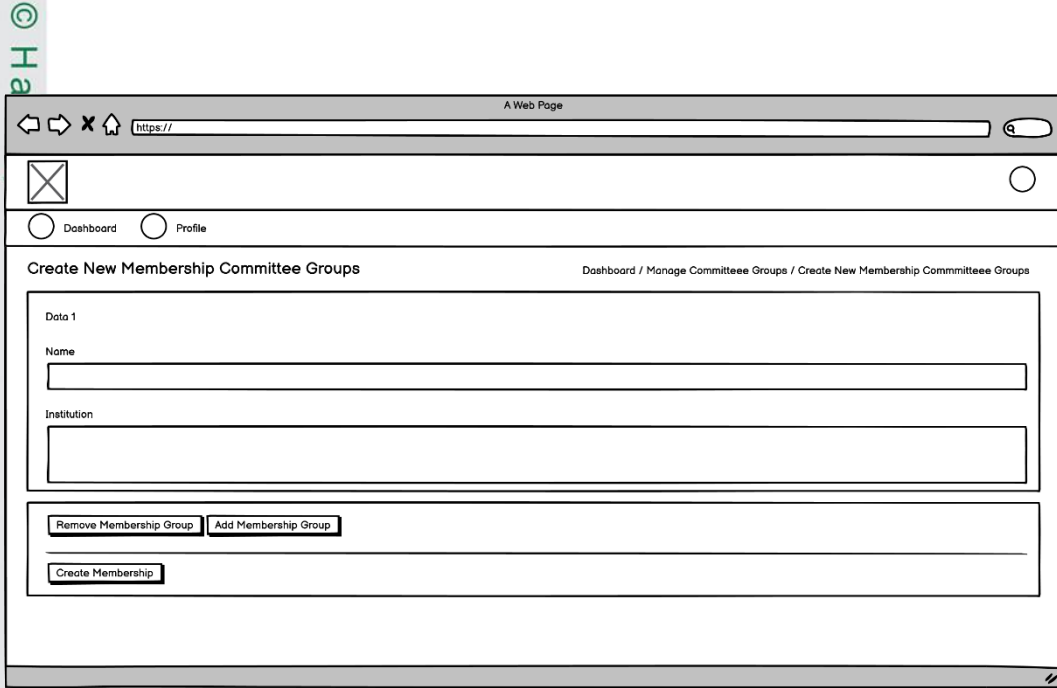 © Ha
A Web Page
https://
Dashboard Profile
Create New Membership Committee Groups
Dashboard / Manage Committeee Groups / Create New Membership Commmitteee Groups
Data 1
Name
Institution
Remove Membership Group Add Membership Group
Create Membership